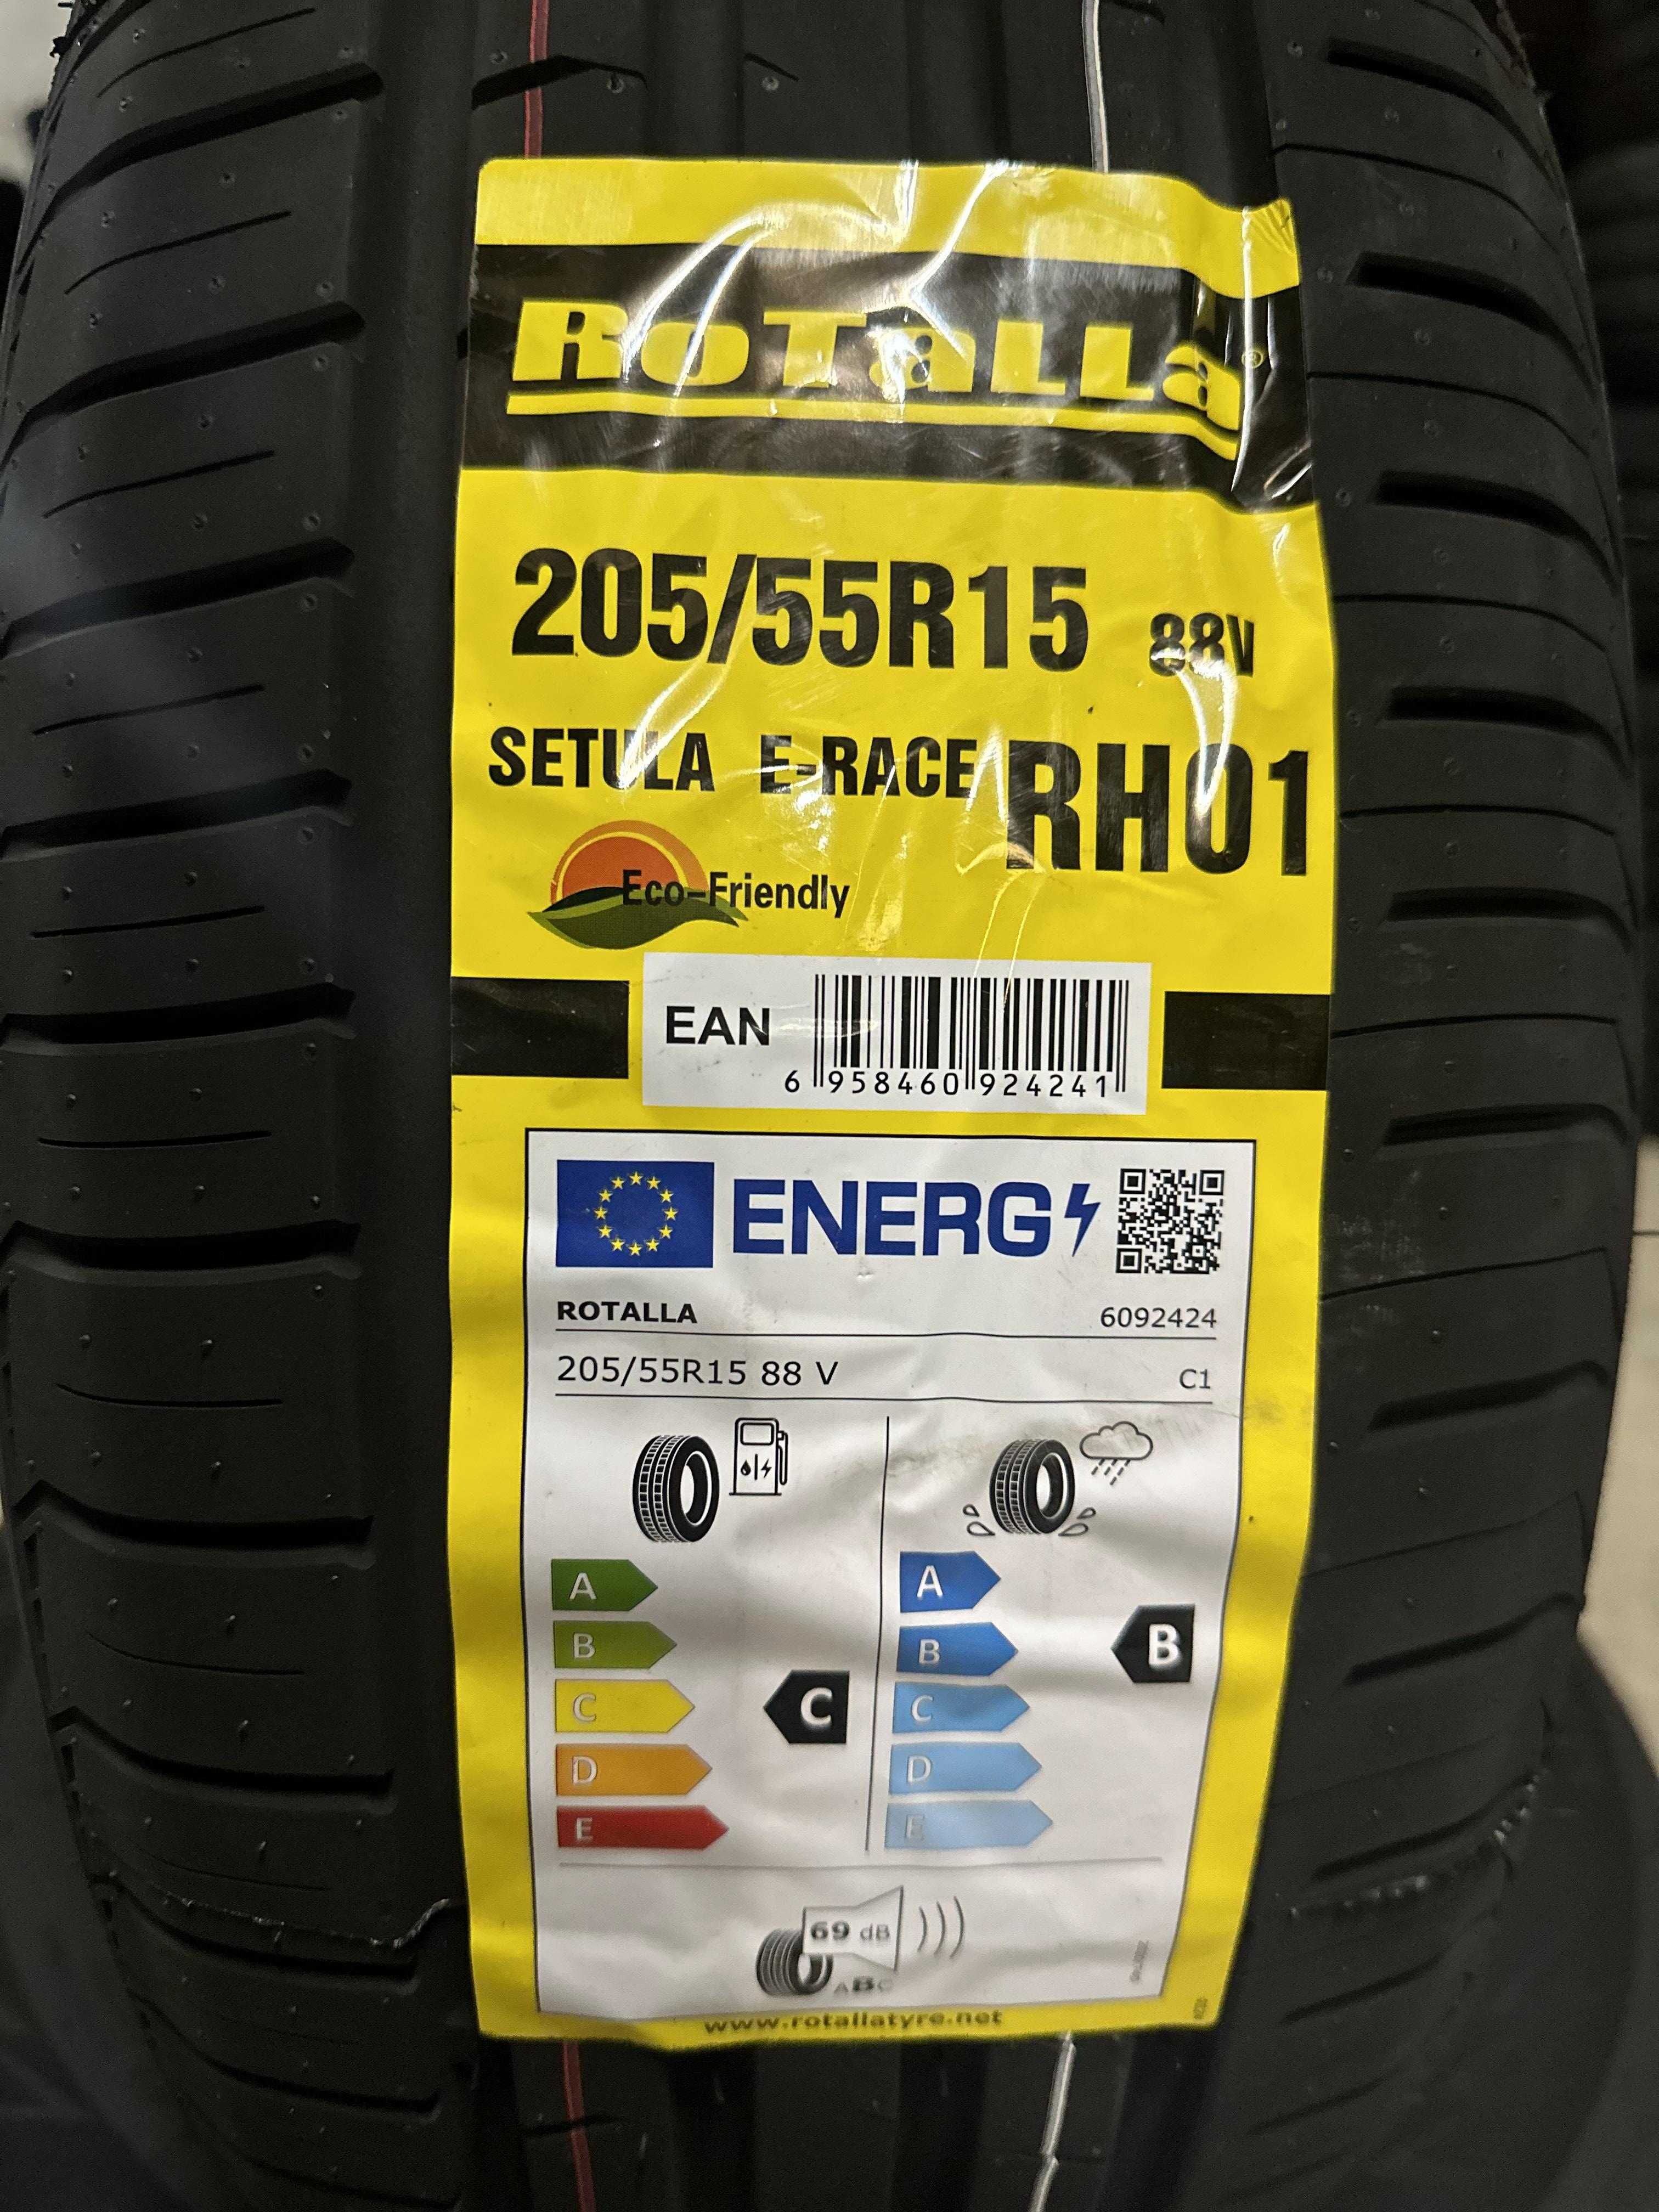 RoTaLLa®
205/55R15 88V
SETULA E-RACE RH01
Eco-Friendly
EAN
6 958460 924241
ENERG
ROTALLA 6092424
205/55R15 88 V C1
A A
B B B
C C C
D D
E E
69 dB
ABC
www.rotallatyre.net